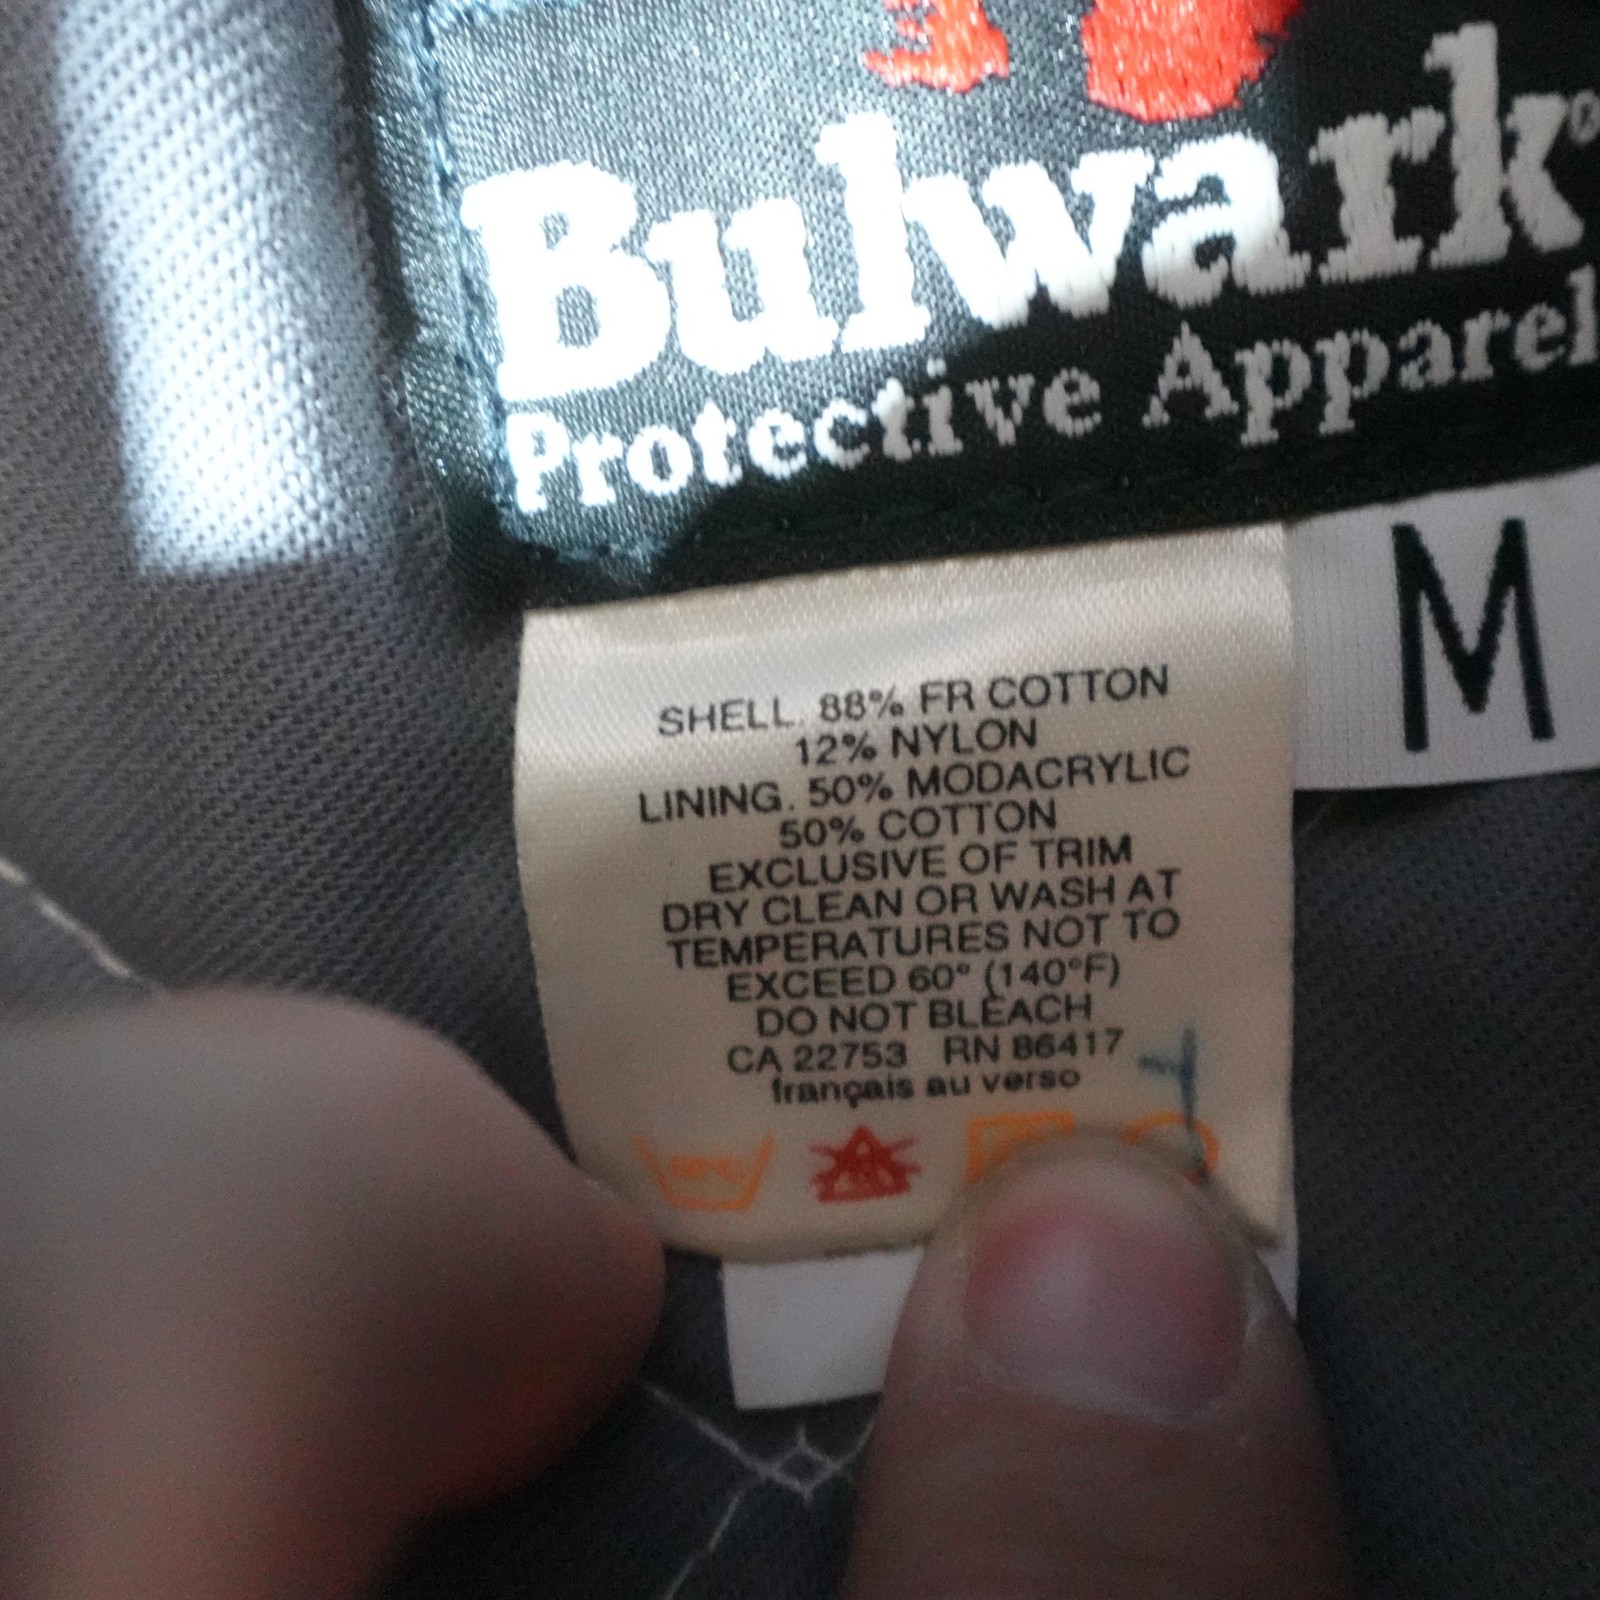 Bulwark®
Protective Apparel
M
SHELL. 88% FR COTTON
12% NYLON
LINING. 50% MODACRYLIC
50% COTTON
EXCLUSIVE OF TRIM
DRY CLEAN OR WASH AT
TEMPERATURES NOT TO
EXCEED 60° (140°F)
DO NOT BLEACH
CA 22753 RN 86417
français au verso